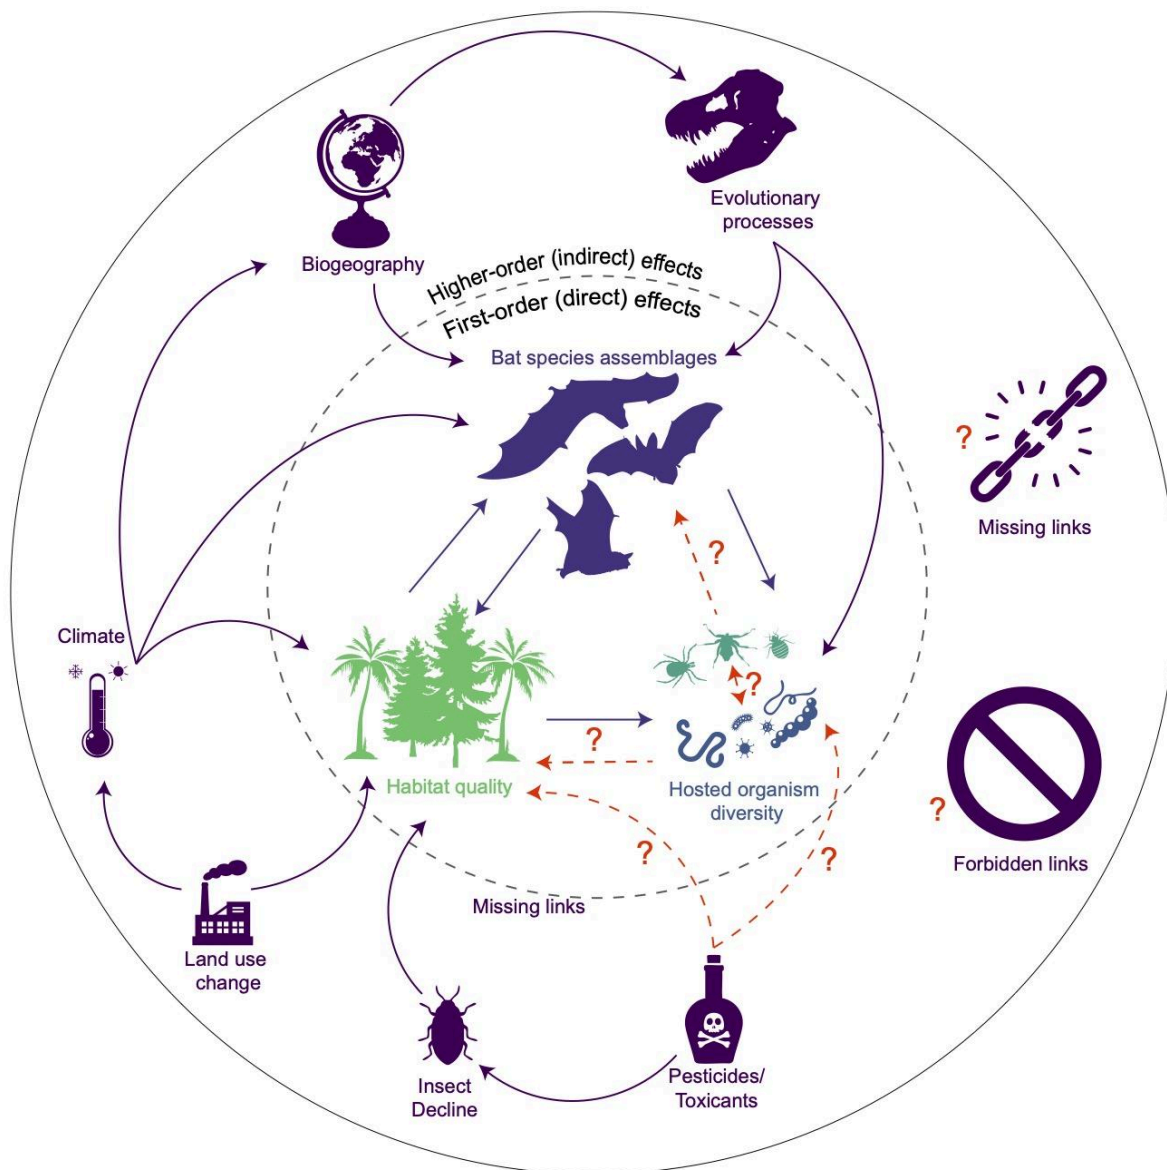 Evolutionary
processes
Biogeography
Higher-order (indirect) effects
First-order (direct) effects
Bat species assemblages
?
Missing links
?
Climate
?
?
Habitat quality
Hosted organism
diversity
?
Forbidden links
?
?
Missing links
Land use
change
Insect
Decline
Pesticides/
Toxicants